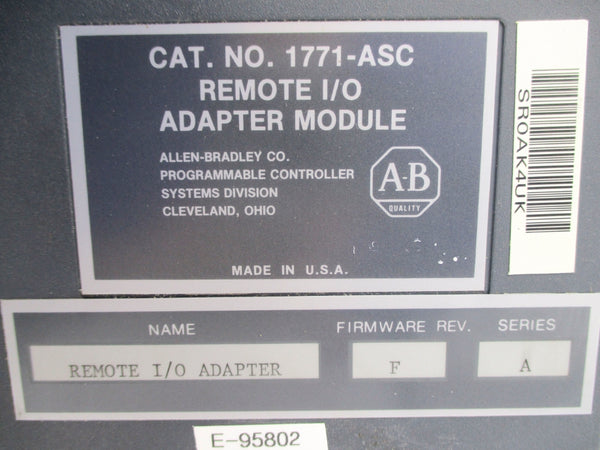 CAT. NO. 1771-ASC
REMOTE I/O
ADAPTER MODULE
ALLEN-BRADLEY CO.
PROGRAMMABLE CONTROLLER
SYSTEMS DIVISION
CLEVELAND, OHIO
A-B
QUALITY
MADE IN U.S.A.
SROAK4UK
NAME
FIRMWARE REV.
SERIES
REMOTE I/O ADAPTER
F
A
E-95802